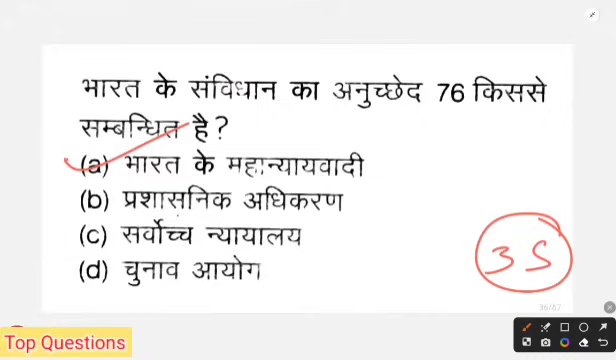 भारत के संविधान का अनुच्छेद 76 किससे
सम्बन्धित है?
(a) भारत के महान्यायवादी
(b) प्रशासनिक अधिकरण
(c) सर्वोच्च न्यायालय
(d) चुनाव आयोग
35
36/67
Top Questions